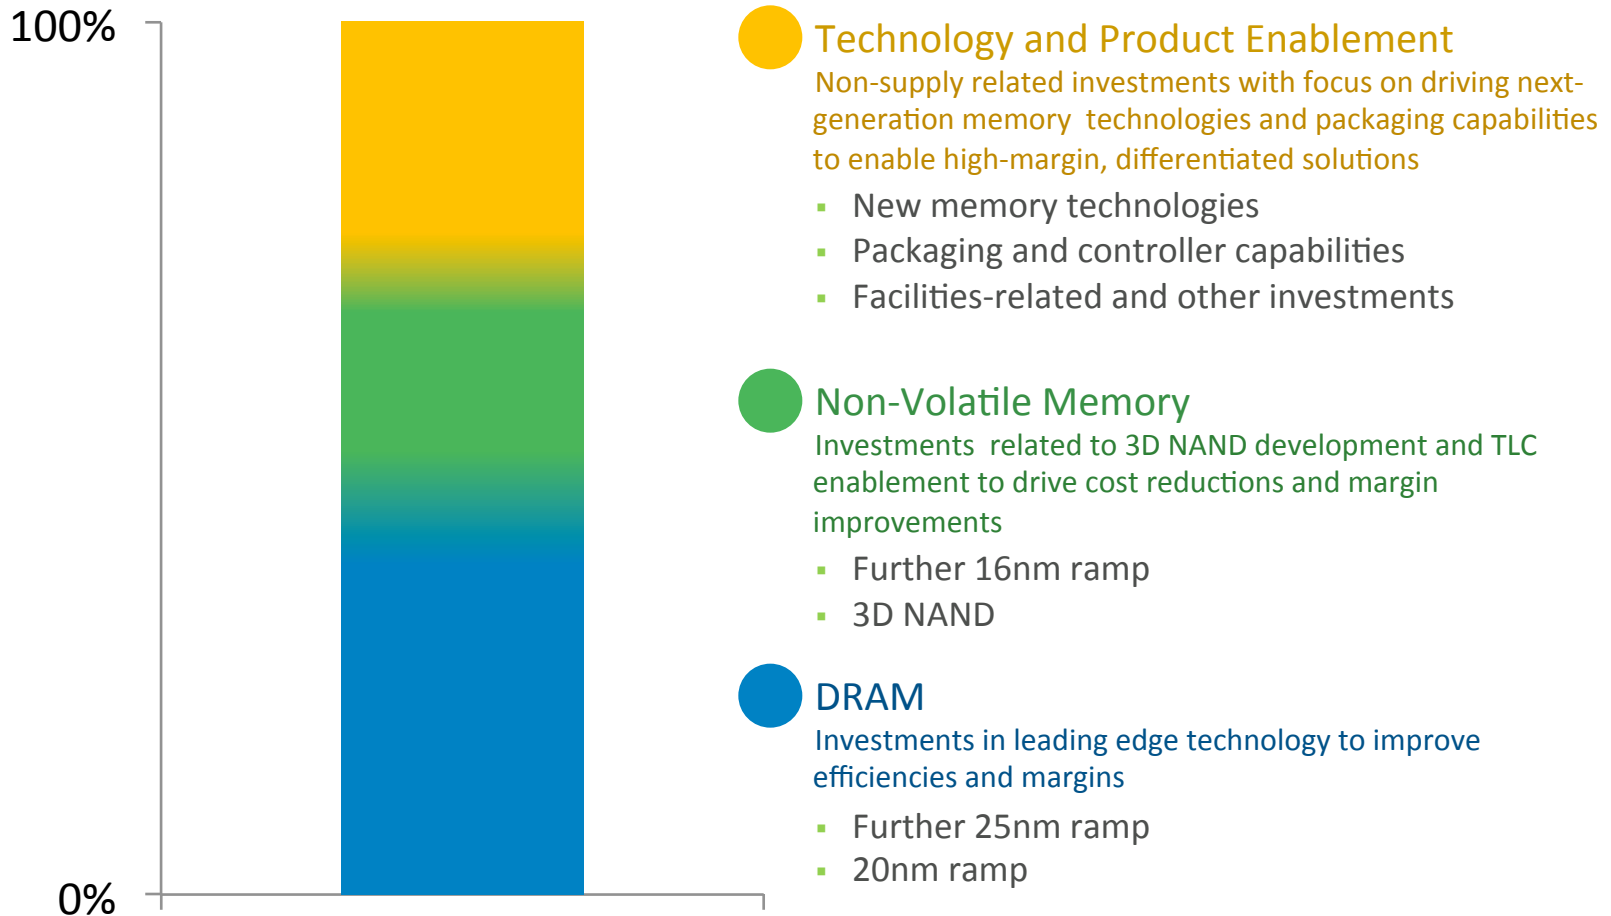 100%
0%
Technology and Product Enablement
Non-supply related investments with focus on driving next-
generation memory technologies and packaging capabilities
to enable high-margin, differentiated solutions
▪ New memory technologies
▪ Packaging and controller capabilities
▪ Facilities-related and other investments
Non-Volatile Memory
Investments related to 3D NAND development and TLC
enablement to drive cost reductions and margin
improvements
▪ Further 16nm ramp
▪ 3D NAND
DRAM
Investments in leading edge technology to improve
efficiencies and margins
▪ Further 25nm ramp
▪ 20nm ramp